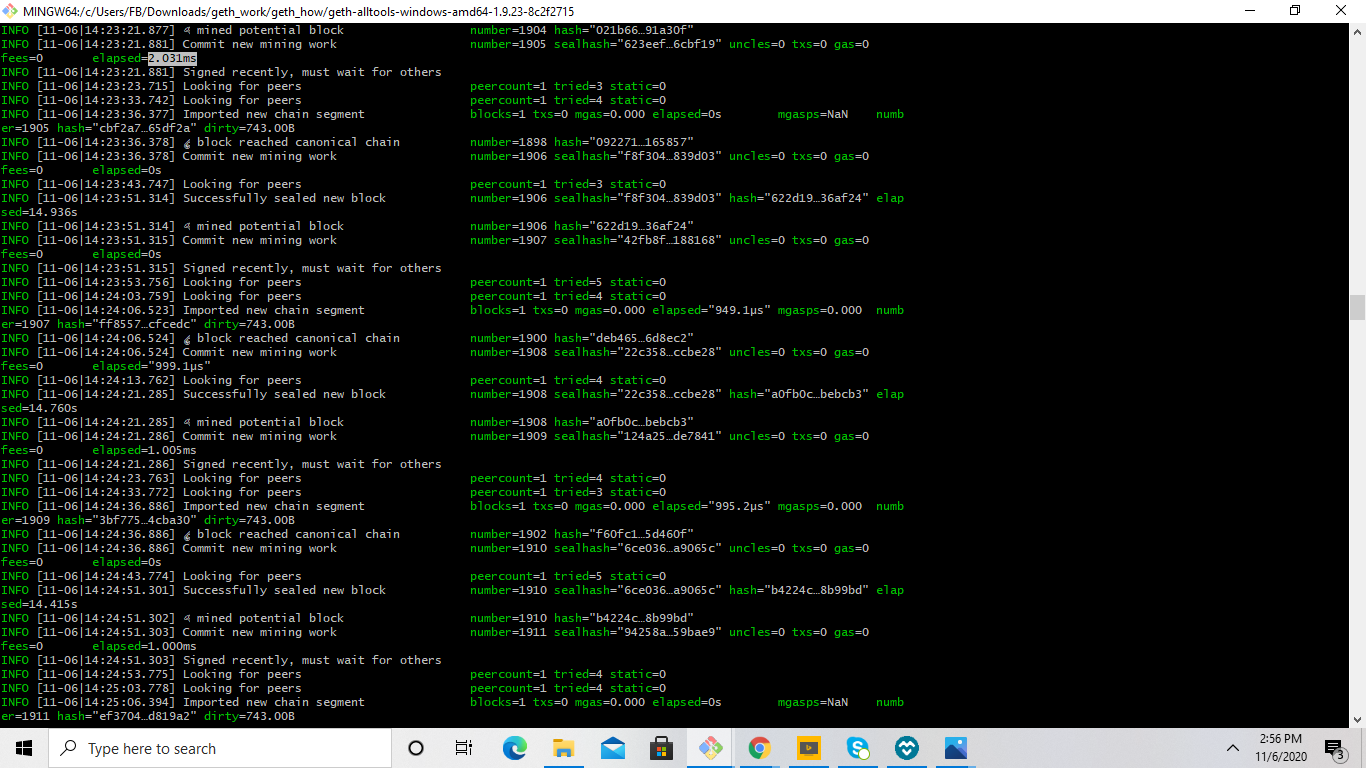 MINGW64:/c/Users/FB/Downloads/geth_work/geth_how/geth-alltools-windows-amd64-1.9.23-8c2f2715
INFO [11-06|14:23:21.877] 🔨 mined potential block number=1904 hash="021b66…91a30f"
INFO [11-06|14:23:21.881] Commit new mining work number=1905 sealhash="623eef…6cbf19" uncles=0 txs=0 gas=0
fees=0 elapsed=2.031ms
INFO [11-06|14:23:21.881] Signed recently, must wait for others
INFO [11-06|14:23:23.715] Looking for peers peercount=1 tried=3 static=0
INFO [11-06|14:23:33.742] Looking for peers peercount=1 tried=4 static=0
INFO [11-06|14:23:36.377] Imported new chain segment blocks=1 txs=0 mgas=0.000 elapsed=0s mgasps=NaN numb
er=1905 hash="cbf2a7…65df2a" dirty=743.00B
INFO [11-06|14:23:36.378] 🔗 block reached canonical chain number=1898 hash="092271…165857"
INFO [11-06|14:23:36.378] Commit new mining work number=1906 sealhash="f8f304…839d03" uncles=0 txs=0 gas=0
fees=0 elapsed=0s
INFO [11-06|14:23:43.747] Looking for peers peercount=1 tried=3 static=0
INFO [11-06|14:23:51.314] Successfully sealed new block number=1906 sealhash="f8f304…839d03" hash="622d19…36af24" elap
sed=14.936s
INFO [11-06|14:23:51.314] 🔨 mined potential block number=1906 hash="622d19…36af24"
INFO [11-06|14:23:51.315] Commit new mining work number=1907 sealhash="42fb8f…188168" uncles=0 txs=0 gas=0
fees=0 elapsed=0s
INFO [11-06|14:23:51.315] Signed recently, must wait for others
INFO [11-06|14:23:53.756] Looking for peers peercount=1 tried=5 static=0
INFO [11-06|14:24:03.759] Looking for peers peercount=1 tried=4 static=0
INFO [11-06|14:24:06.523] Imported new chain segment blocks=1 txs=0 mgas=0.000 elapsed="949.1µs" mgasps=0.000 numb
er=1907 hash="ff8557…cfcedc" dirty=743.00B
INFO [11-06|14:24:06.524] 🔗 block reached canonical chain number=1900 hash="deb465…6d8ec2"
INFO [11-06|14:24:06.524] Commit new mining work number=1908 sealhash="22c358…ccbe28" uncles=0 txs=0 gas=0
fees=0 elapsed="999.1µs"
INFO [11-06|14:24:13.762] Looking for peers peercount=1 tried=4 static=0
INFO [11-06|14:24:21.285] Successfully sealed new block number=1908 sealhash="22c358…ccbe28" hash="a0fb0c…bebcb3" elap
sed=14.760s
INFO [11-06|14:24:21.285] 🔨 mined potential block number=1908 hash="a0fb0c…bebcb3"
INFO [11-06|14:24:21.286] Commit new mining work number=1909 sealhash="124a25…de7841" uncles=0 txs=0 gas=0
fees=0 elapsed=1.005ms
INFO [11-06|14:24:21.286] Signed recently, must wait for others
INFO [11-06|14:24:23.763] Looking for peers peercount=1 tried=4 static=0
INFO [11-06|14:24:33.772] Looking for peers peercount=1 tried=3 static=0
INFO [11-06|14:24:36.886] Imported new chain segment blocks=1 txs=0 mgas=0.000 elapsed="995.2µs" mgasps=0.000 numb
er=1909 hash="3bf775…4cba30" dirty=743.00B
INFO [11-06|14:24:36.886] 🔗 block reached canonical chain number=1902 hash="f60fc1…5d460f"
INFO [11-06|14:24:36.886] Commit new mining work number=1910 sealhash="6ce036…a9065c" uncles=0 txs=0 gas=0
fees=0 elapsed=0s
INFO [11-06|14:24:43.774] Looking for peers peercount=1 tried=5 static=0
INFO [11-06|14:24:51.301] Successfully sealed new block number=1910 sealhash="6ce036…a9065c" hash="b4224c…8b99bd" elap
sed=14.415s
INFO [11-06|14:24:51.302] 🔨 mined potential block number=1910 hash="b4224c…8b99bd"
INFO [11-06|14:24:51.303] Commit new mining work number=1911 sealhash="94258a…59bae9" uncles=0 txs=0 gas=0
fees=0 elapsed=1.000ms
INFO [11-06|14:24:51.303] Signed recently, must wait for others
INFO [11-06|14:24:53.775] Looking for peers peercount=1 tried=4 static=0
INFO [11-06|14:25:03.778] Looking for peers peercount=1 tried=4 static=0
INFO [11-06|14:25:06.394] Imported new chain segment blocks=1 txs=0 mgas=0.000 elapsed=0s mgasps=NaN numb
er=1911 hash="ef3704…d819a2" dirty=743.00B
Type here to search
2:56 PM
11/6/2020
3